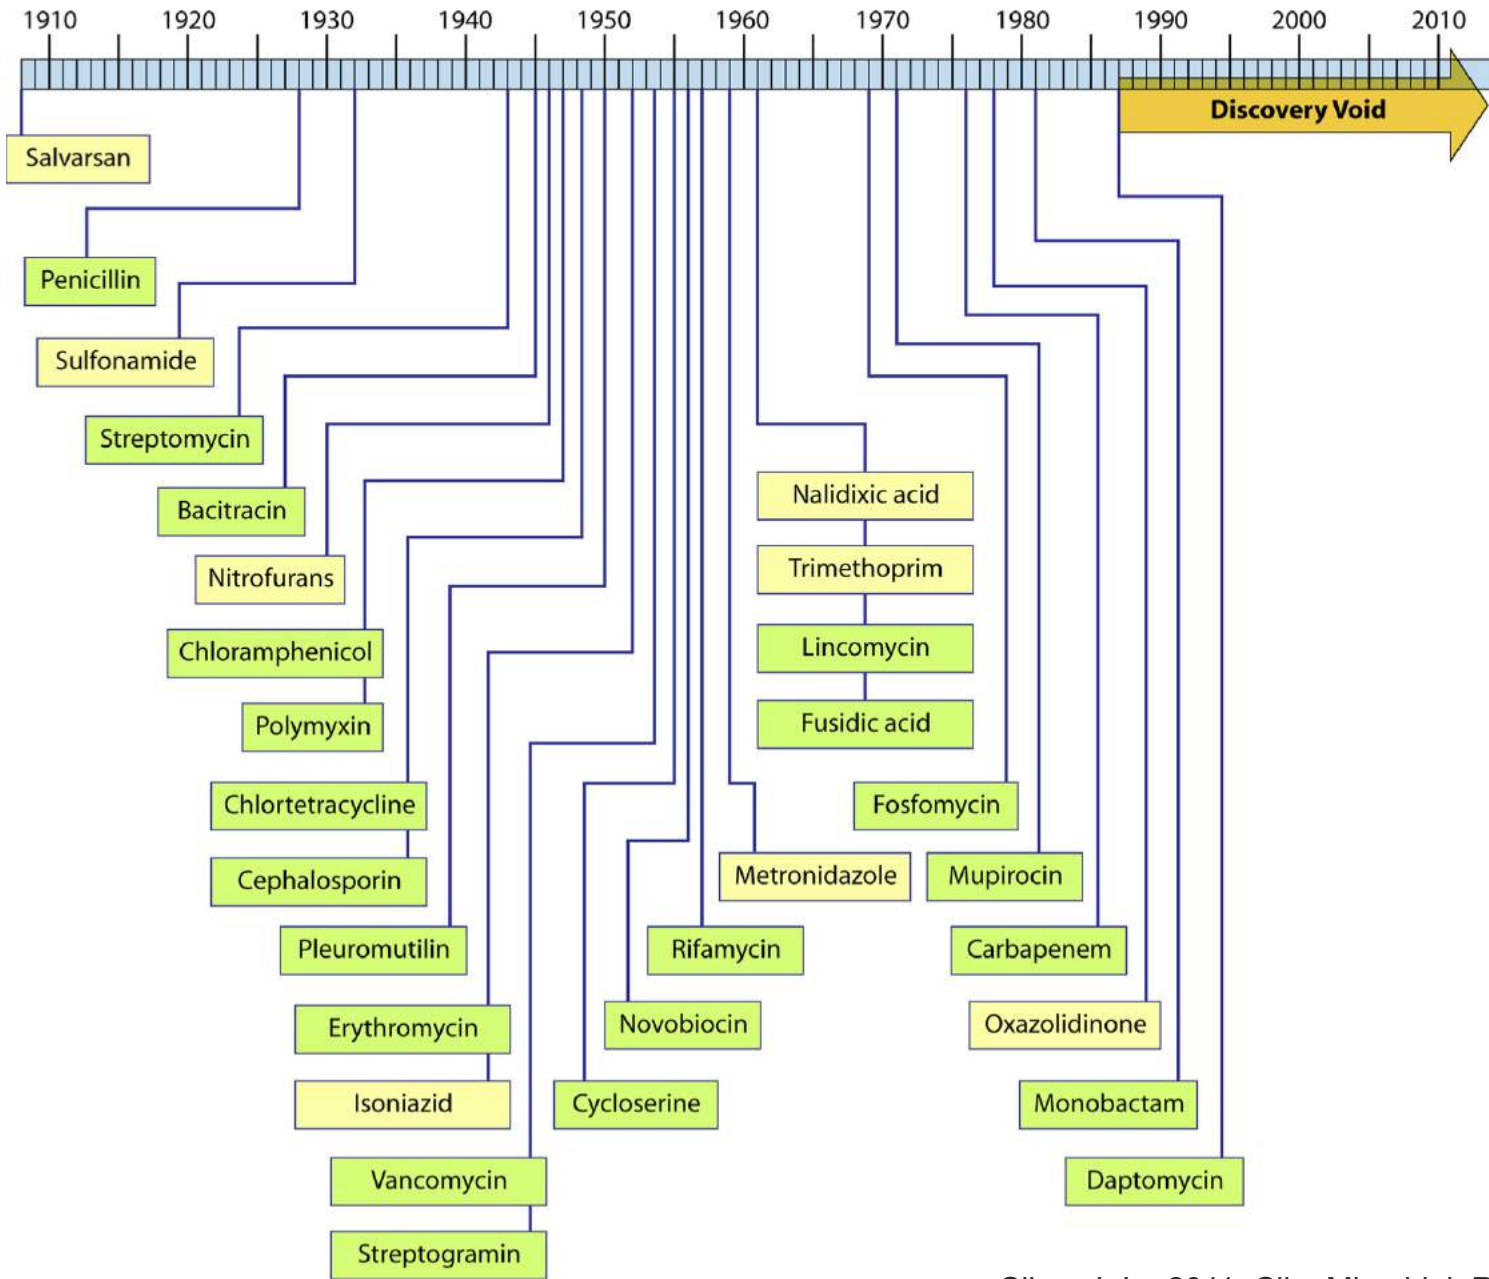 1910 1920 1930 1940 1950 1960 1970 1980 1990 2000 2010
Discovery Void
Salvarsan
Penicillin
Sulfonamide
Streptomycin
Bacitracin
Nitrofurans
Chloramphenicol
Polymyxin
Chlortetracycline
Cephalosporin
Pleuromutilin
Erythromycin
Isoniazid
Vancomycin
Streptogramin
Cycloserine
Novobiocin
Rifamycin
Metronidazole
Nalidixic acid
Trimethoprim
Lincomycin
Fusidic acid
Fosfomycin
Mupirocin
Carbapenem
Oxazolidinone
Monobactam
Daptomycin